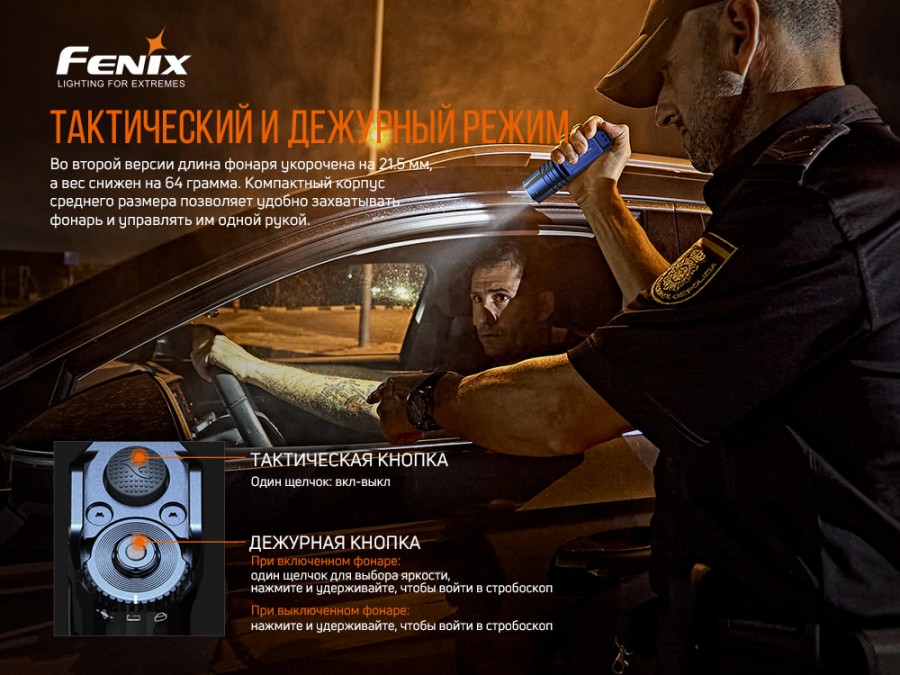 FENIX
LIGHTING FOR EXTREMES
ТАКТИЧЕСКИЙ И ДЕЖУРНЫЙ РЕЖИМ
Во второй версии длина фонаря укорочена на 21.5 мм,
а вес снижен на 64 грамма. Компактный корпус
среднего размера позволяет удобно захватывать
фонарь и управлять им одной рукой.
ТАКТИЧЕСКАЯ КНОПКА
Один щелчок: вкл-выкл
ДЕЖУРНАЯ КНОПКА
При включенном фонаре:
один щелчок для выбора яркости,
нажмите и удерживайте, чтобы войти в стробоскоп
При выключенном фонаре:
нажмите и удерживайте, чтобы войти в стробоскоп